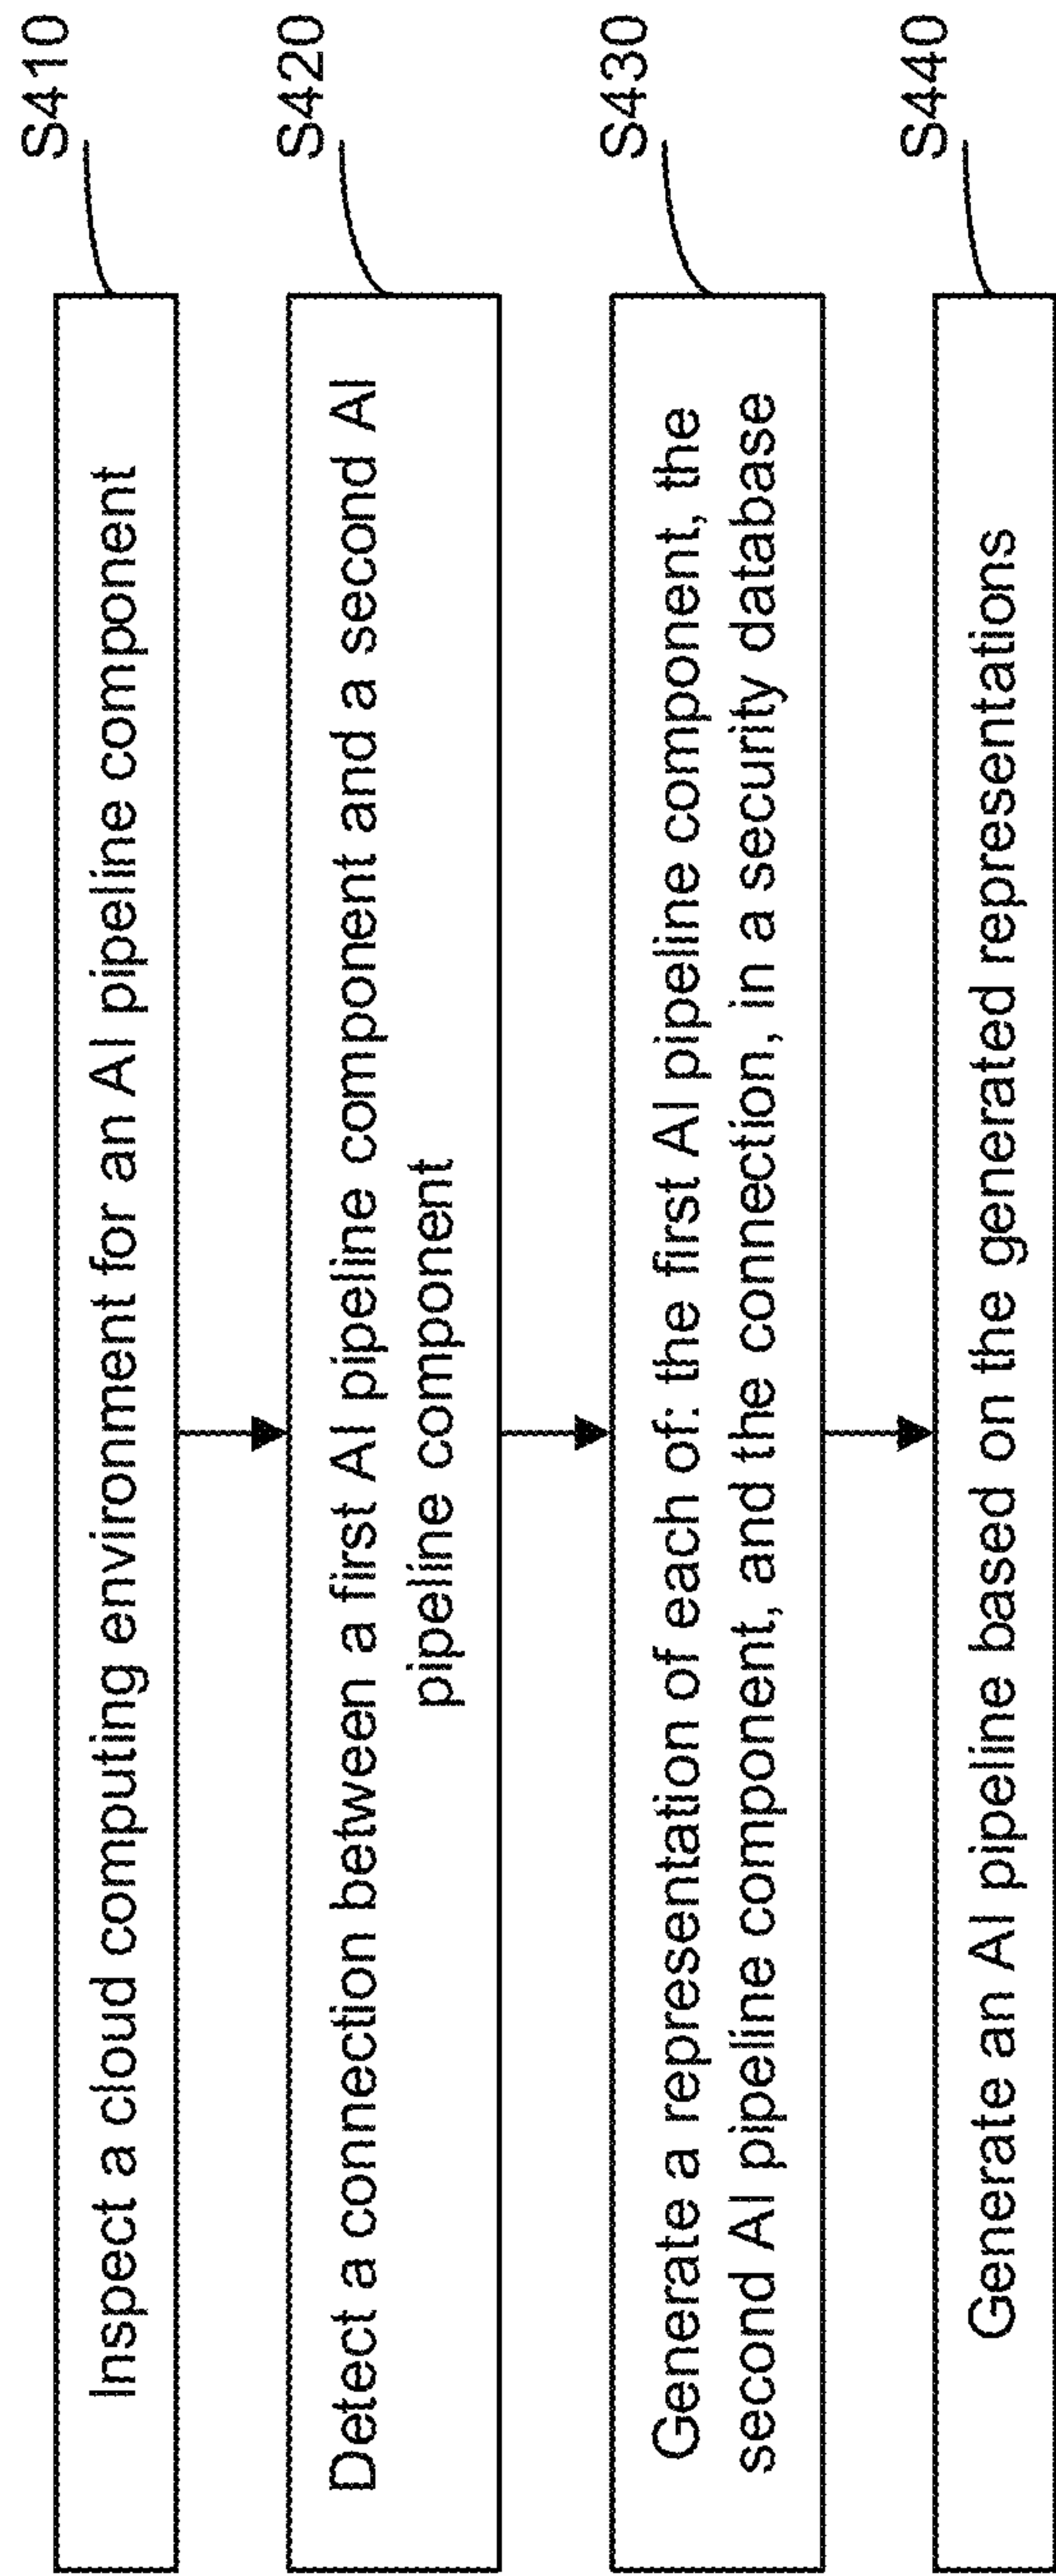 S410
Inspect a cloud computing environment for an AI pipeline component
S420
Detect a connection between a first AI pipeline component and a second AI
pipeline component
S430
Generate a representation of each of: the first AI pipeline component, the
second AI pipeline component, and the connection, in a security database
S440
Generate an AI pipeline based on the generated representations